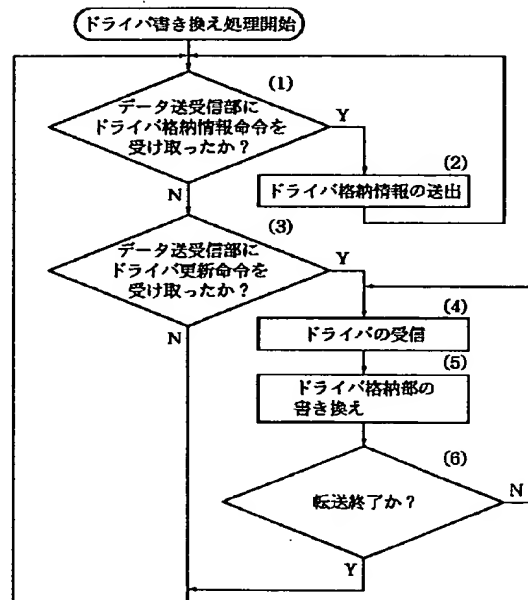 ドライバ書き換え処理開始
(1)
データ送受信部に
ドライバ格納情報命令を
受け取ったか？
Y
N
(2)
ドライバ格納情報の送出
(3)
データ送受信部に
ドライバ更新命令を
受け取ったか？
Y
N
(4)
ドライバの受信
(5)
ドライバ格納部の
書き換え
(6)
転送終了か？
N
Y